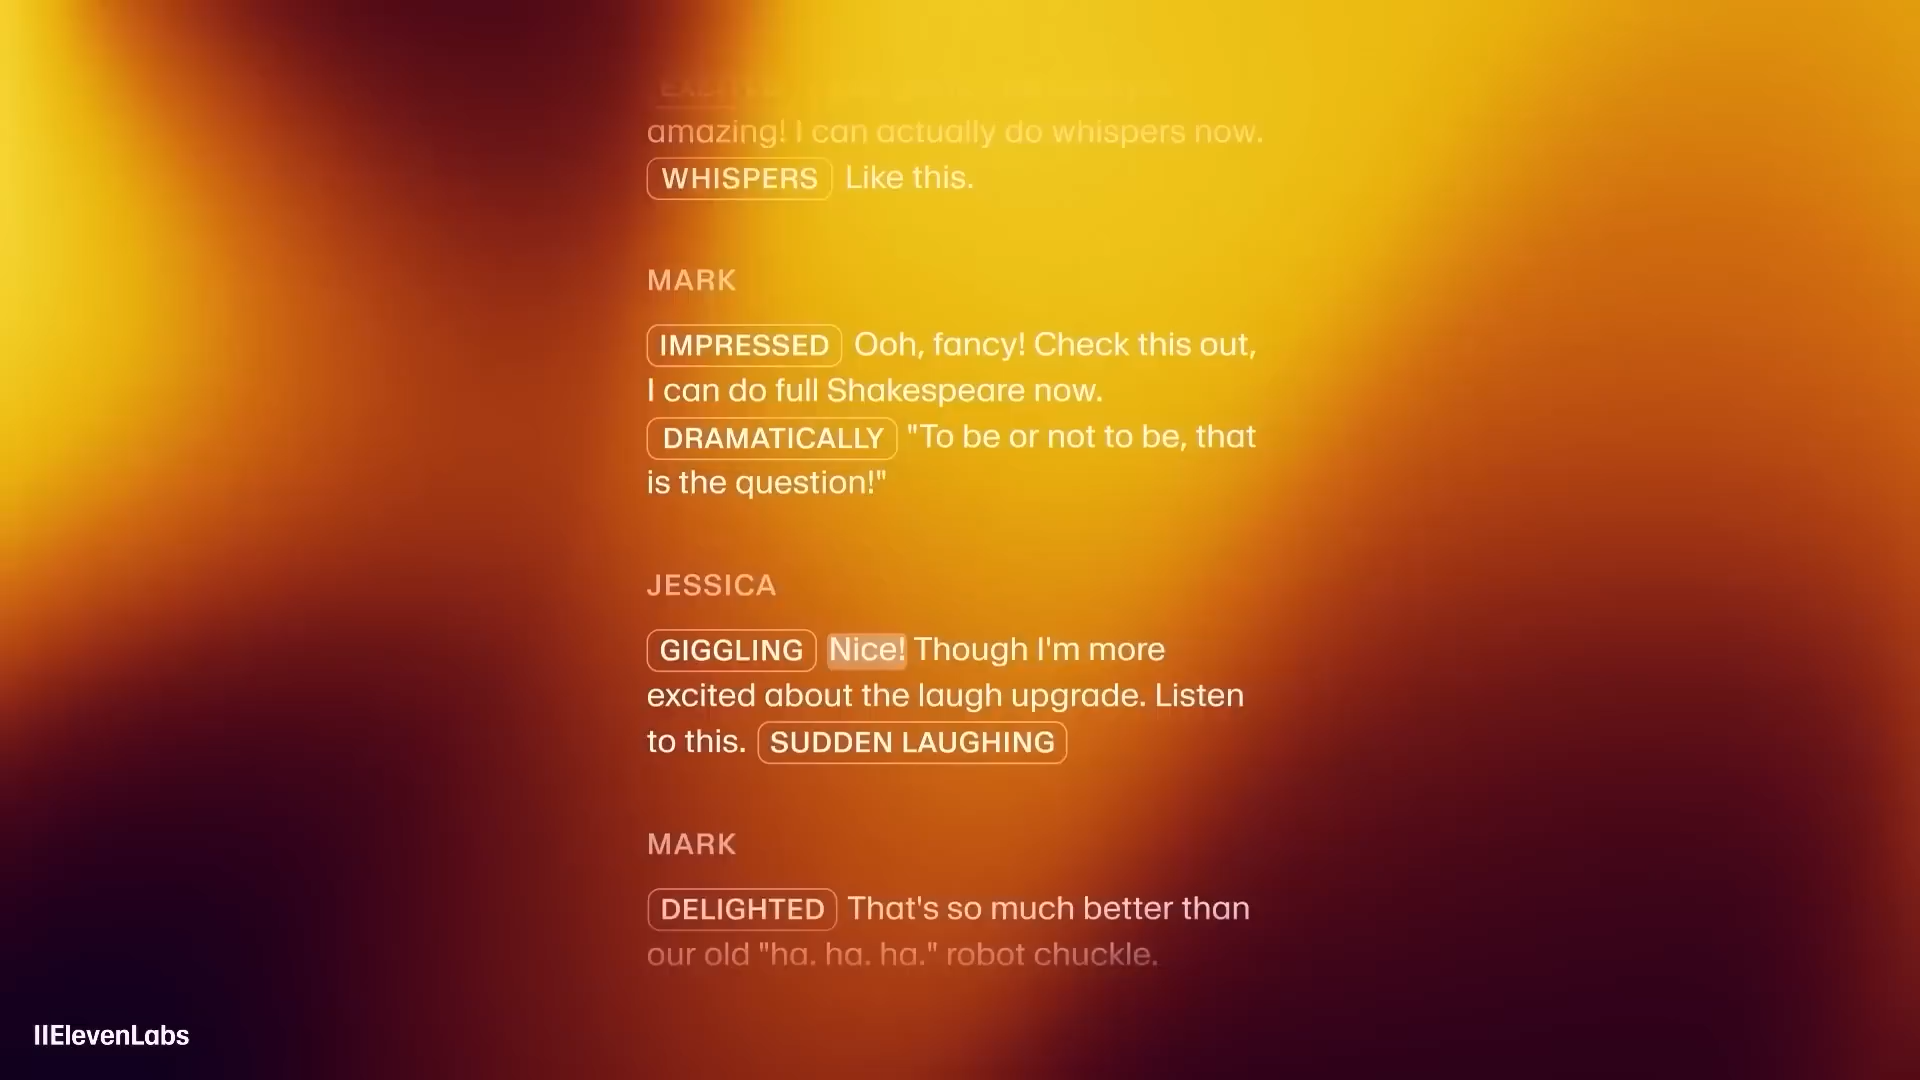 EXCITED
amazing! I can actually do whispers now.
WHISPERS Like this.
MARK
IMPRESSED Ooh, fancy! Check this out,
I can do full Shakespeare now.
DRAMATICALLY "To be or not to be, that
is the question!"
JESSICA
GIGGLING Nice! Though I'm more
excited about the laugh upgrade. Listen
to this. SUDDEN LAUGHING
MARK
DELIGHTED That's so much better than
our old "ha. ha. ha." robot chuckle.
IIElevenLabs